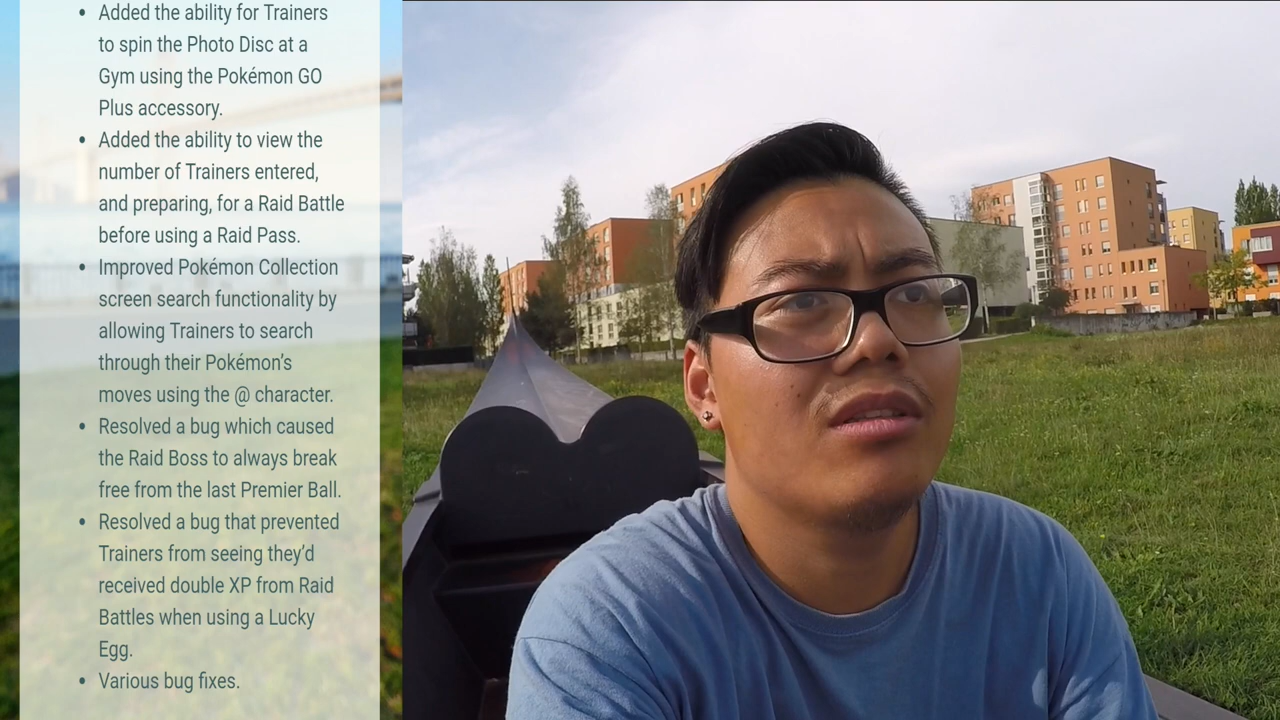 • Added the ability for Trainers
to spin the Photo Disc at a
Gym using the Pokémon GO
Plus accessory.
• Added the ability to view the
number of Trainers entered,
and preparing, for a Raid Battle
before using a Raid Pass.
• Improved Pokémon Collection
screen search functionality by
allowing Trainers to search
through their Pokémon’s
moves using the @ character.
• Resolved a bug which caused
the Raid Boss to always break
free from the last Premier Ball.
• Resolved a bug that prevented
Trainers from seeing they’d
received double XP from Raid
Battles when using a Lucky
Egg.
• Various bug fixes.